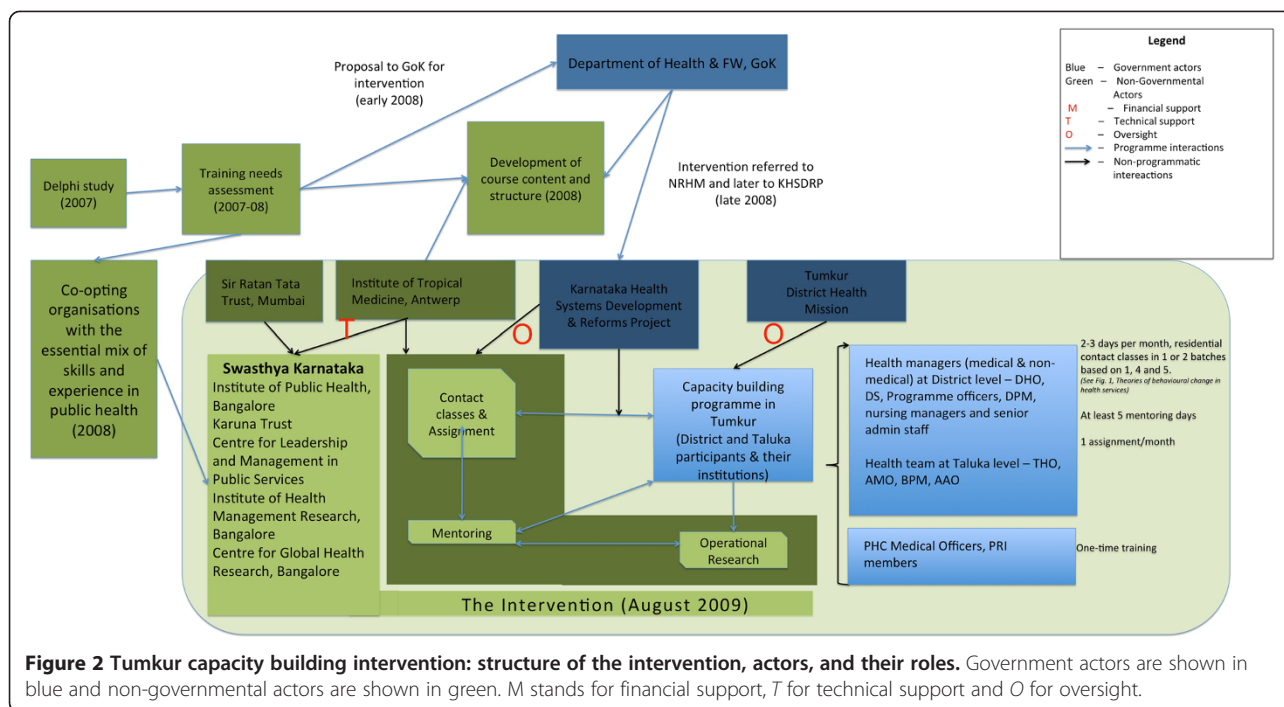 Proposal to GoK for
intervention
(early 2008)
Department of Health & FW, GoK
Legend
Blue – Government actors
Green – Non-Governmental
Actors
M – Financial support
T – Technical support
O – Oversight
– Programme interactions
– Non-programmatic
intereactions
Delphi study
(2007)
Training needs
assessment
(2007-08)
Development of
course content and
structure (2008)
Intervention referred to
NRHM and later to KHSDRP
(late 2008)
Co-opting
organisations
with the
essential mix of
skills and
experience in
public health
(2008)
Sir Ratan Tata
Trust, Mumbai
Institute of Tropical
Medicine, Antwerp
Karnataka Health
Systems Development
& Reforms Project
Tumkur
District Health
Mission
T
O
O
Swasthya Karnataka
Institute of Public Health,
Bangalore
Karuna Trust
Centre for Leadership
and Management in
Public Services
Institute of Health
Management Research,
Bangalore
Centre for Global Health
Research, Bangalore
Contact
classes &
Assignment
Mentoring
Capacity building
programme in
Tumkur
(District and Taluka
participants & their
institutions)
Operational
Research
Health managers (medical & non-
medical) at District level – DHO,
DS, Programme officers, DPM,
nursing managers and senior
admin staff
Health team at Taluka level – THO,
AMO, BPM, AAO
2-3 days per month, residential
contact classes in 1 or 2 batches
based on 1, 4 and 5.
(See Fig. 1, Theories of behavioural change in
health services)
At least 5 mentoring days
1 assignment/month
PHC Medical Officers, PRI
members
One-time training
The Intervention (August 2009)
Figure 2 Tumkur capacity building intervention: structure of the intervention, actors, and their roles. Government actors are shown in
blue and non-governmental actors are shown in green. M stands for financial support, T for technical support and O for oversight.